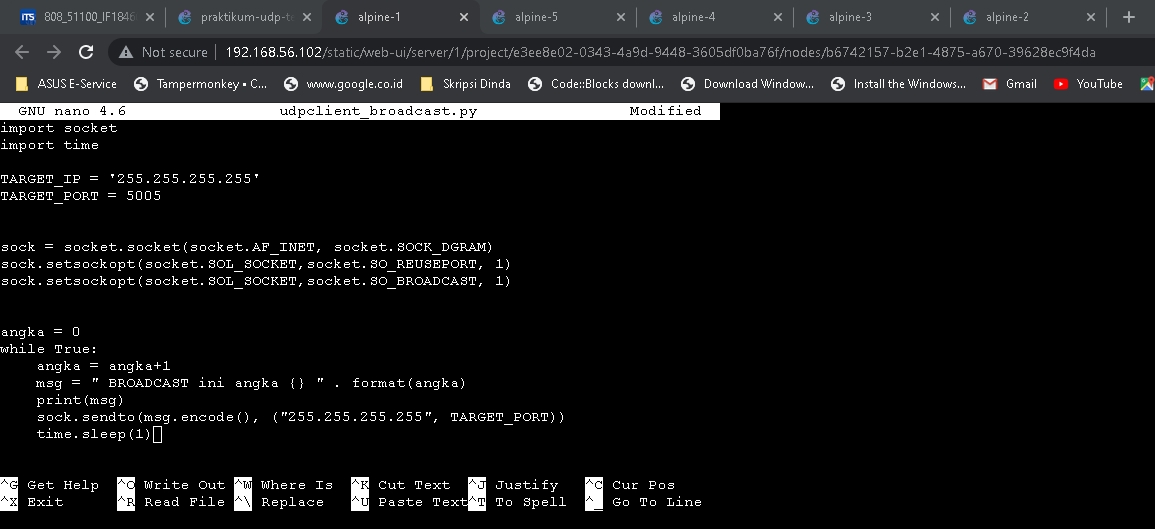 808_51100_IF1846
praktikum-udp-t
alpine-1
alpine-5
alpine-4
alpine-3
alpine-2
Not secure | 192.168.56.102/static/web-ui/server/1/project/e3ee8e02-0343-4a9d-9448-3605df0ba76f/nodes/b6742157-b2e1-4875-a670-39628ec9f4da
ASUS E-Service
Tampermonkey • C...
www.google.co.id
Skripsi Dinda
Code::Blocks downl...
Download Window...
Install the Windows...
Gmail
YouTube
GNU nano 4.6 udpclient_broadcast.py Modified
import socket
import time
TARGET_IP = '255.255.255.255'
TARGET_PORT = 5005
sock = socket.socket(socket.AF_INET, socket.SOCK_DGRAM)
sock.setsockopt(socket.SOL_SOCKET,socket.SO_REUSEPORT, 1)
sock.setsockopt(socket.SOL_SOCKET,socket.SO_BROADCAST, 1)
angka = 0
while True:
    angka = angka+1
    msg = " BROADCAST ini angka {} " . format(angka)
    print(msg)
    sock.sendto(msg.encode(), ("255.255.255.255", TARGET_PORT))
    time.sleep(1)
^G Get Help ^O Write Out ^W Where Is ^K Cut Text ^J Justify ^C Cur Pos
^X Exit ^R Read File ^\ Replace ^U Paste Text ^T To Spell ^_ Go To Line